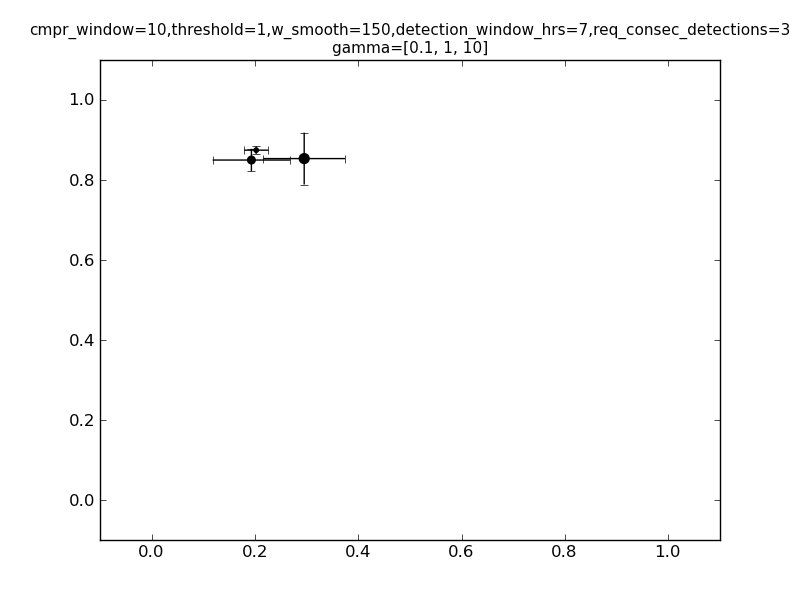 cmpr_window=10,threshold=1,w_smooth=150,detection_window_hrs=7,req_consec_detections=3
gamma=[0.1, 1, 10]
1.0
0.8
0.6
0.4
0.2
0.0
0.0 0.2 0.4 0.6 0.8 1.0